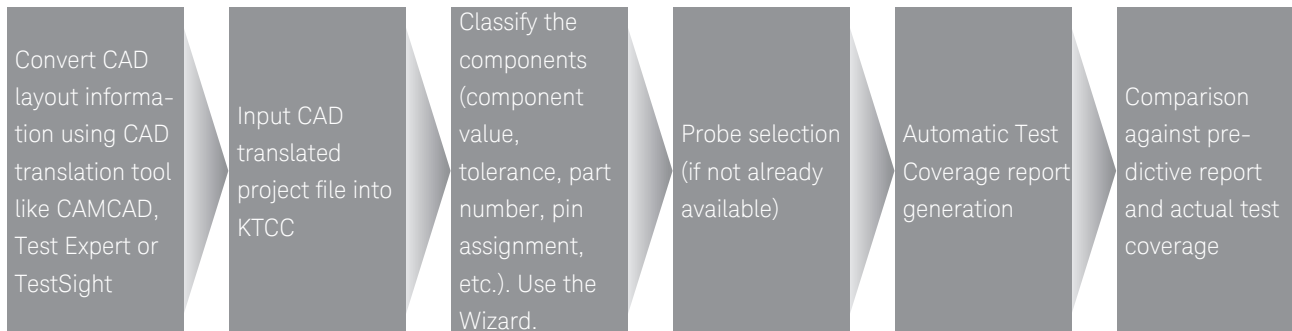 Convert CAD
layout informa-
tion using CAD
translation tool
like CAMCAD,
Test Expert or
TestSight
Input CAD
translated
project file into
KTCC
Classify the
components
(component
value,
tolerance, part
number, pin
assignment,
etc.). Use the
Wizard.
Probe selection
(if not already
available)
Automatic Test
Coverage report
generation
Comparison
against pre-
dictive report
and actual test
coverage